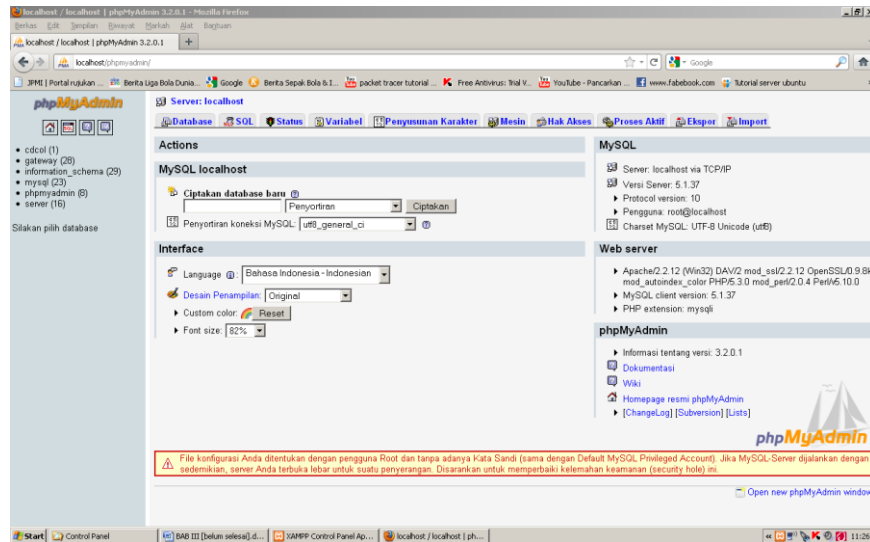 localhost / localhost | phpMyAdmin 3.2.0.1 - Mozilla Firefox
Berkas Edit Tampilan Riwayat Markah Alat Bantuan
localhost / localhost | phpMyAdmin 3.2.0.1 +
localhost/phpmyadmin/ Google
JPMI | Portal rujukan ... Berita Liga Bola Dunia... Google Berita Sepak Bola & I... packet tracer tutorial ... Free Antivirus: Trial V... YouTube - Pancarkan ... www.fabebook.com Tutorial server ubuntu
phpMyAdmin
cdcol (1)
gateway (28)
information_schema (29)
mysql (23)
phpmyadmin (8)
server (16)
Silakan pilih database
Server: localhost
Database SQL Status Variabel Penyusunan Karakter Mesin Hak Akses Proses Aktif Ekspor Import
Actions
MySQL localhost
Ciptakan database baru
Penyortiran Ciptakan
Penyortiran koneksi MySQL: utf8_general_ci
Interface
Language : Bahasa Indonesia - Indonesian
Desain Penampilan: Original
Custom color: Reset
Font size: 82%
MySQL
Server: localhost via TCP/IP
Versi Server: 5.1.37
Protocol version: 10
Pengguna: root@localhost
Charset MySQL: UTF-8 Unicode (utf8)
Web server
Apache/2.2.12 (Win32) DAV/2 mod_ssl/2.2.12 OpenSSL/0.9.8k
mod_autoindex_color PHP/5.3.0 mod_perl/2.0.4 Perl/v5.10.0
MySQL client version: 5.1.37
PHP extension: mysqli
phpMyAdmin
Informasi tentang versi: 3.2.0.1
Dokumentasi
Wiki
Homepage resmi phpMyAdmin
[ChangeLog] [Subversion] [Lists]
phpMyAdmin
File konfigurasi Anda ditentukan dengan pengguna Root dan tanpa adanya Kata Sandi (sama dengan Default MySQL Privileged Account). Jika MySQL-Server dijalankan dengan
sedemikian, server Anda terbuka lebar untuk suatu penyerangan. Disarankan untuk memperbaiki kelemahan keamanan (security hole) ini.
Open new phpMyAdmin window
Start Control Panel BAB III [belum selesai].d... XAMPP Control Panel Ap... localhost / localhost | ph... 11:26